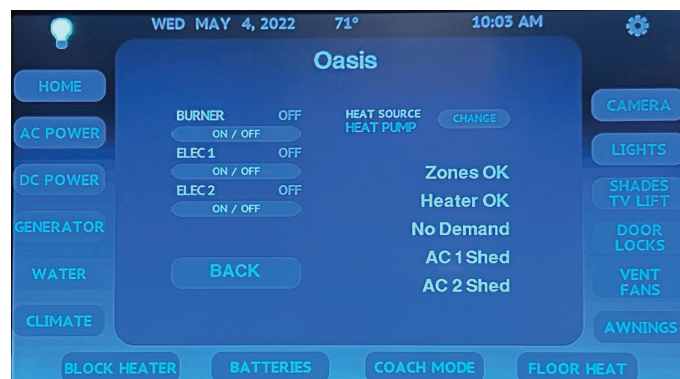 WED MAY 4, 2022 71° 10:03 AM
Oasis
HOME
AC POWER
DC POWER
GENERATOR
WATER
CLIMATE
BURNER OFF
ON / OFF
ELEC 1 OFF
ON / OFF
ELEC 2 OFF
ON / OFF
BACK
HEAT SOURCE
HEAT PUMP
CHANGE
Zones OK
Heater OK
No Demand
AC 1 Shed
AC 2 Shed
CAMERA
LIGHTS
SHADES
TV LIFT
DOOR
LOCKS
VENT
FANS
AWNINGS
BLOCK HEATER
BATTERIES
COACH MODE
FLOOR HEAT